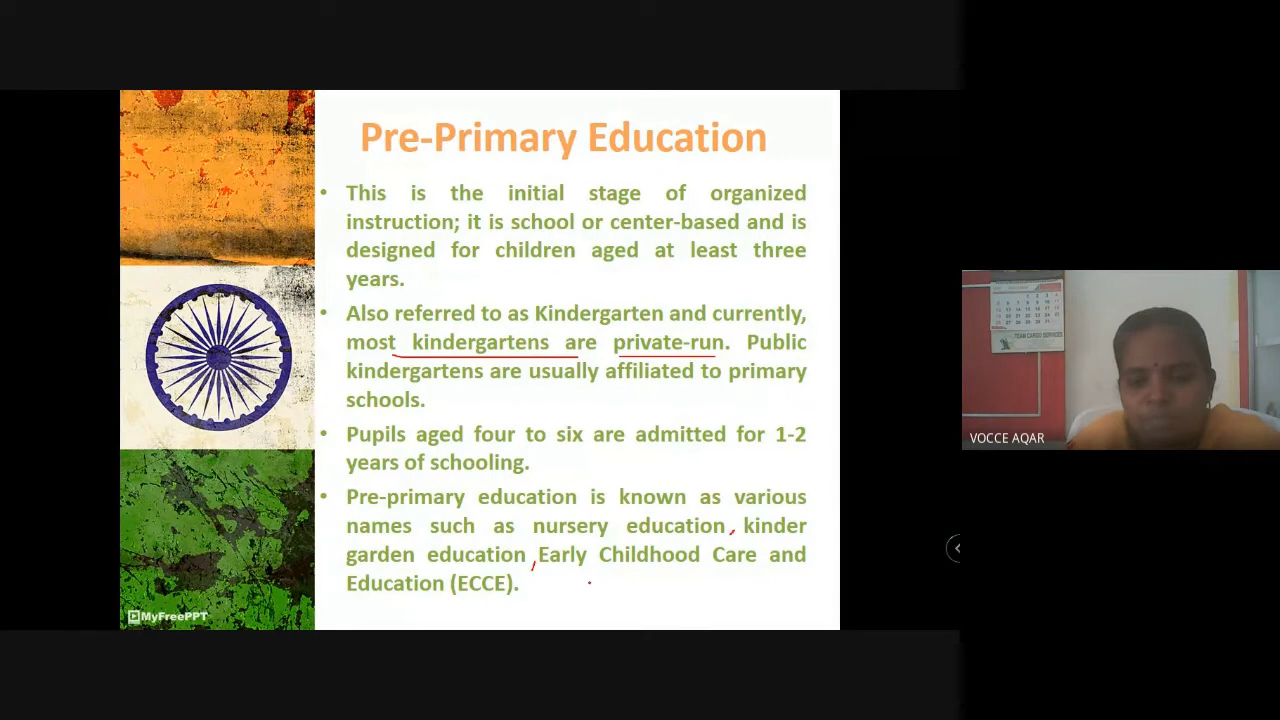 Pre-Primary Education
• This is the initial stage of organized
instruction; it is school or center-based and is
designed for children aged at least three
years.
• Also referred to as Kindergarten and currently,
most kindergartens are private-run. Public
kindergartens are usually affiliated to primary
schools.
• Pupils aged four to six are admitted for 1-2
years of schooling.
• Pre-primary education is known as various
names such as nursery education, kinder
garden education ,Early Childhood Care and
Education (ECCE).
MyFreePPT
TEAM CARGO SERVICES
VOCCE AQAR